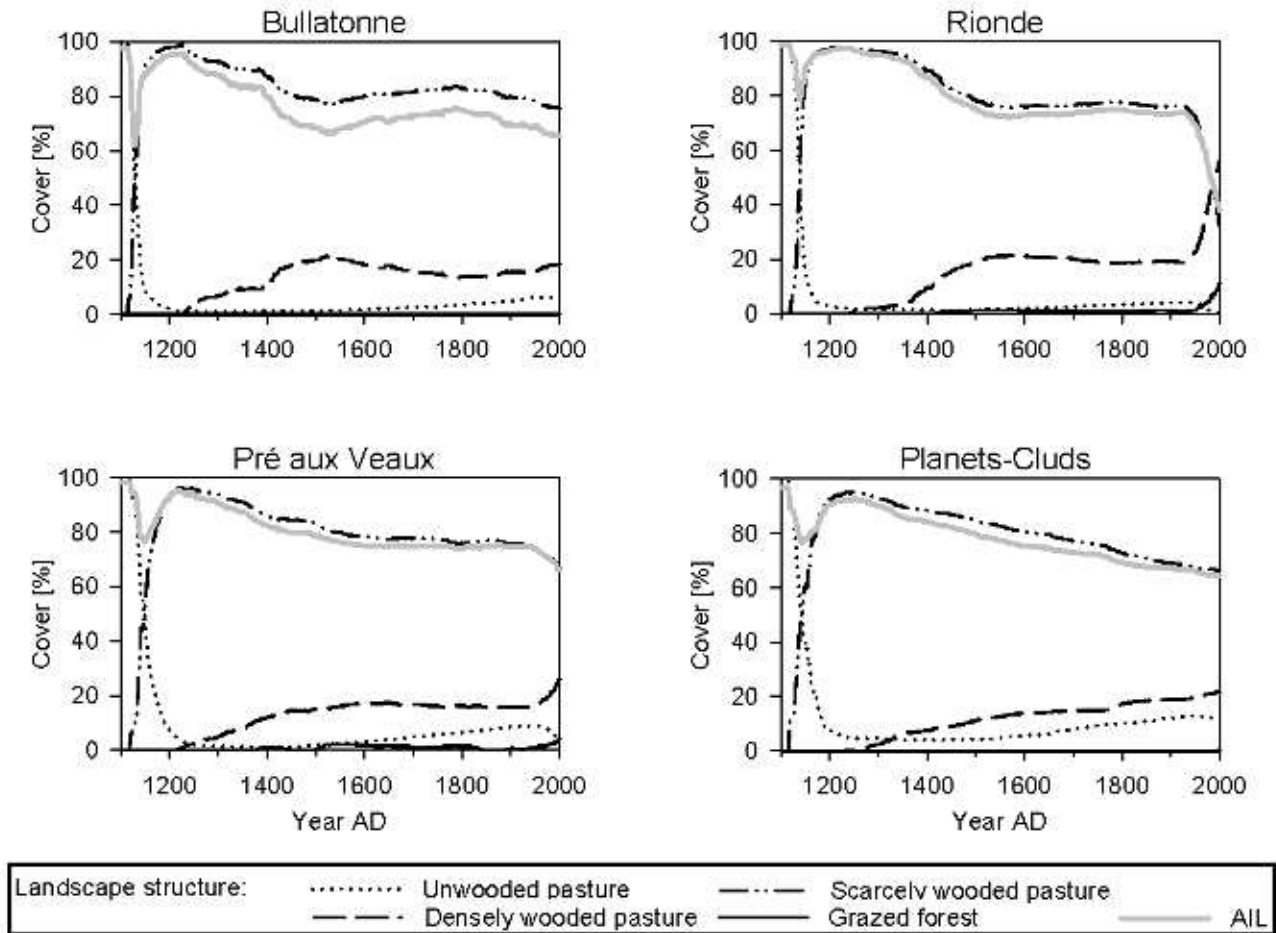 Bullatonne
Rionde
100
80
60
40
20
0
Cover [%]
1200 1400 1600 1800 2000
100
80
60
40
20
0
Cover [%]
1200 1400 1600 1800 2000
Pré aux Veaux
Planets-Cluds
100
80
60
40
20
0
Cover [%]
1200 1400 1600 1800 2000
Year AD
100
80
60
40
20
0
Cover [%]
1200 1400 1600 1800 2000
Year AD
Landscape structure: Unwooded pasture Scarcely wooded pasture
Densely wooded pasture Grazed forest AIL